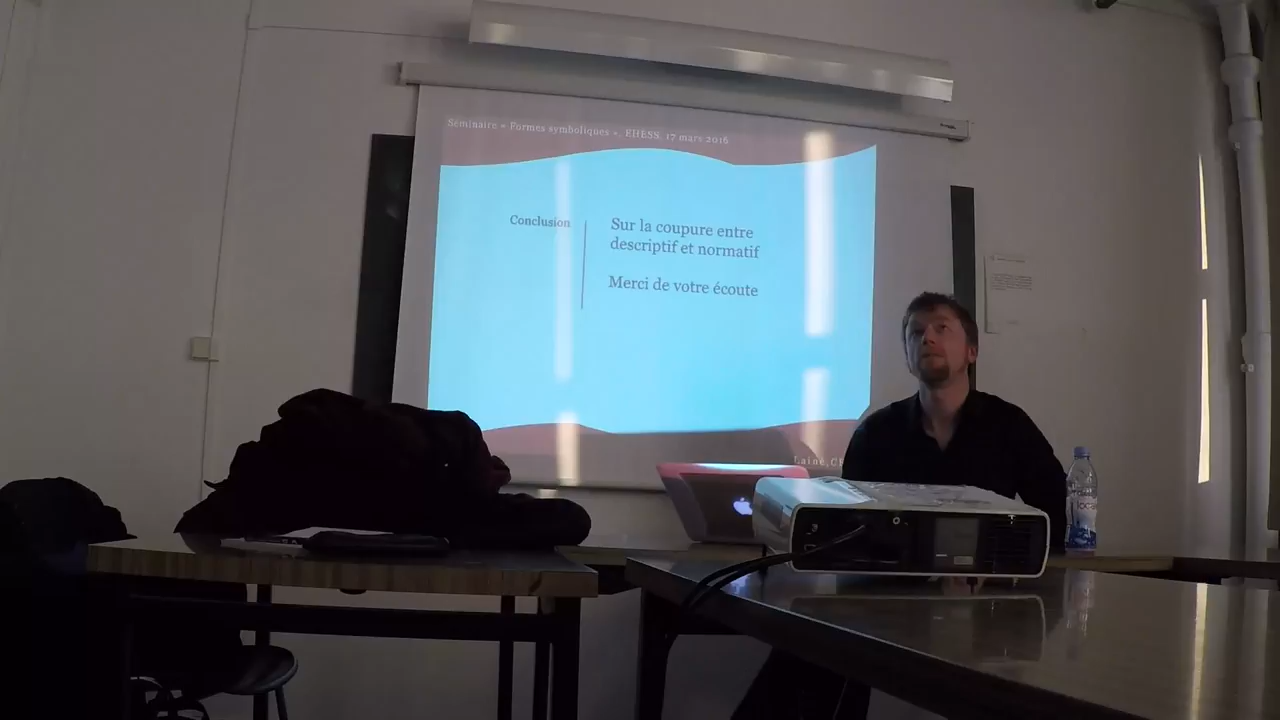 Séminaire « Formes symboliques », EHESS, 17 mars 2016
Conclusion
Sur la coupure entre
descriptif et normatif
Merci de votre écoute
Lainé,